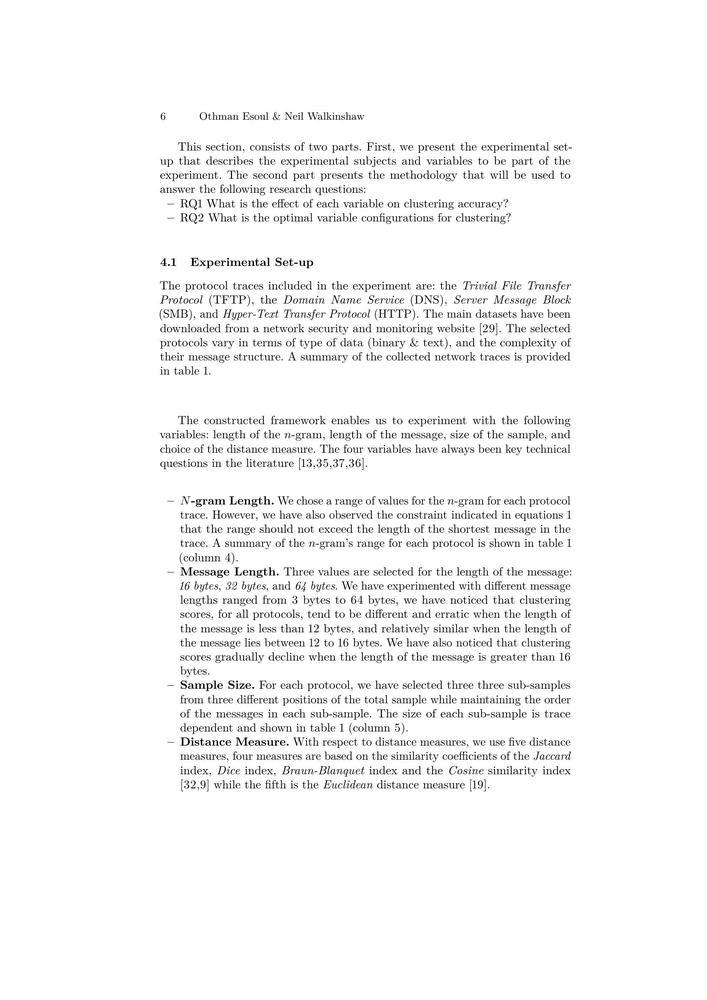 6 Othman Esoul & Neil Walkinshaw
This section, consists of two parts. First, we present the experimental set-
up that describes the experimental subjects and variables to be part of the
experiment. The second part presents the methodology that will be used to
answer the following research questions:
– RQ1 What is the effect of each variable on clustering accuracy?
– RQ2 What is the optimal variable configurations for clustering?
4.1 Experimental Set-up
The protocol traces included in the experiment are: the Trivial File Transfer
Protocol (TFTP), the Domain Name Service (DNS), Server Message Block
(SMB), and Hyper-Text Transfer Protocol (HTTP). The main datasets have been
downloaded from a network security and monitoring website [29]. The selected
protocols vary in terms of type of data (binary & text), and the complexity of
their message structure. A summary of the collected network traces is provided
in table 1.
The constructed framework enables us to experiment with the following
variables: length of the n-gram, length of the message, size of the sample, and
choice of the distance measure. The four variables have always been key technical
questions in the literature [13,35,37,36].
– N-gram Length. We chose a range of values for the n-gram for each protocol
trace. However, we have also observed the constraint indicated in equations 1
that the range should not exceed the length of the shortest message in the
trace. A summary of the n-gram's range for each protocol is shown in table 1
(column 4).
– Message Length. Three values are selected for the length of the message:
16 bytes, 32 bytes, and 64 bytes. We have experimented with different message
lengths ranged from 3 bytes to 64 bytes, we have noticed that clustering
scores, for all protocols, tend to be different and erratic when the length of
the message is less than 12 bytes, and relatively similar when the length of
the message lies between 12 to 16 bytes. We have also noticed that clustering
scores gradually decline when the length of the message is greater than 16
bytes.
– Sample Size. For each protocol, we have selected three three sub-samples
from three different positions of the total sample while maintaining the order
of the messages in each sub-sample. The size of each sub-sample is trace
dependent and shown in table 1 (column 5).
– Distance Measure. With respect to distance measures, we use five distance
measures, four measures are based on the similarity coefficients of the Jaccard
index, Dice index, Braun-Blanquet index and the Cosine similarity index
[32,9] while the fifth is the Euclidean distance measure [19].